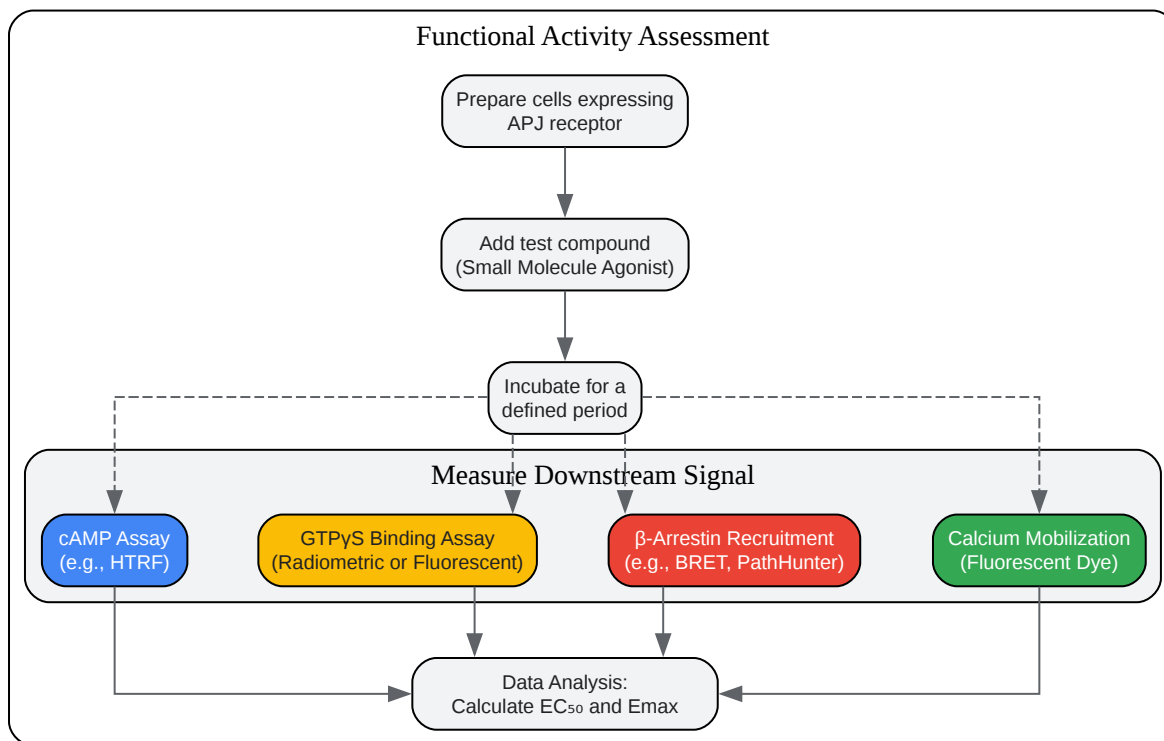 Functional Activity Assessment
Prepare cells expressing
APJ receptor
Add test compound
(Small Molecule Agonist)
Incubate for a
defined period
Measure Downstream Signal
cAMP Assay
(e.g., HTRF)
GTPγS Binding Assay
(Radiometric or Fluorescent)
β-Arrestin Recruitment
(e.g., BRET, PathHunter)
Calcium Mobilization
(Fluorescent Dye)
Data Analysis:
Calculate EC₅₀ and Emax